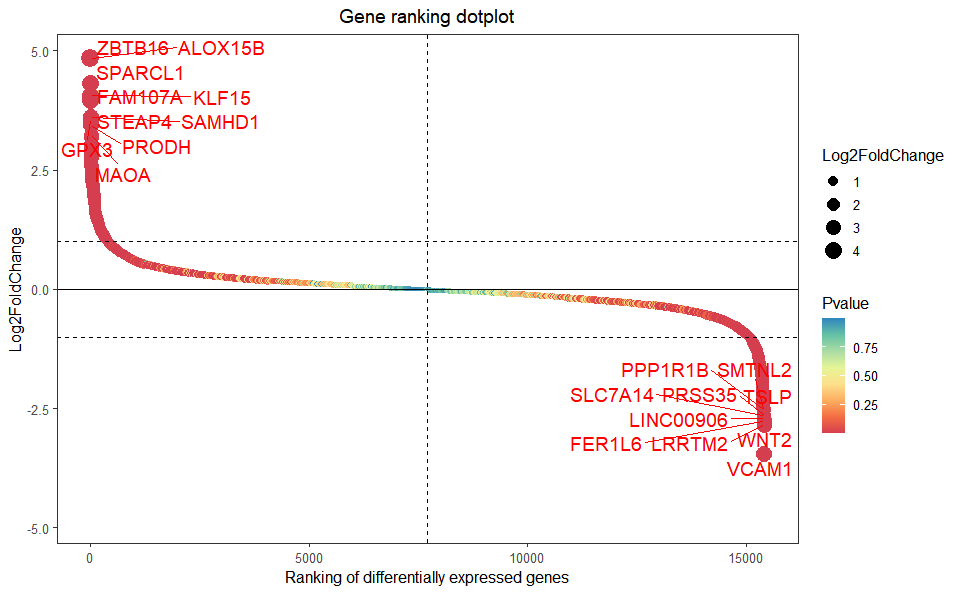 Gene ranking dotplot
Log2FoldChange
5.0
2.5
0.0
-2.5
-5.0
ZBTB16 ALOX15B
SPARCL1
FAM107A KLF15
STEAP4 SAMHD1
GPX3 PRODH
MAOA
PPP1R1B SMTNL2
SLC7A14 PRSS35 TSLP
LINC00906
FER1L6 LRRTM2 WNT2
VCAM1
0 5000 10000 15000
Ranking of differentially expressed genes
Log2FoldChange
1
2
3
4
Pvalue
0.75
0.50
0.25